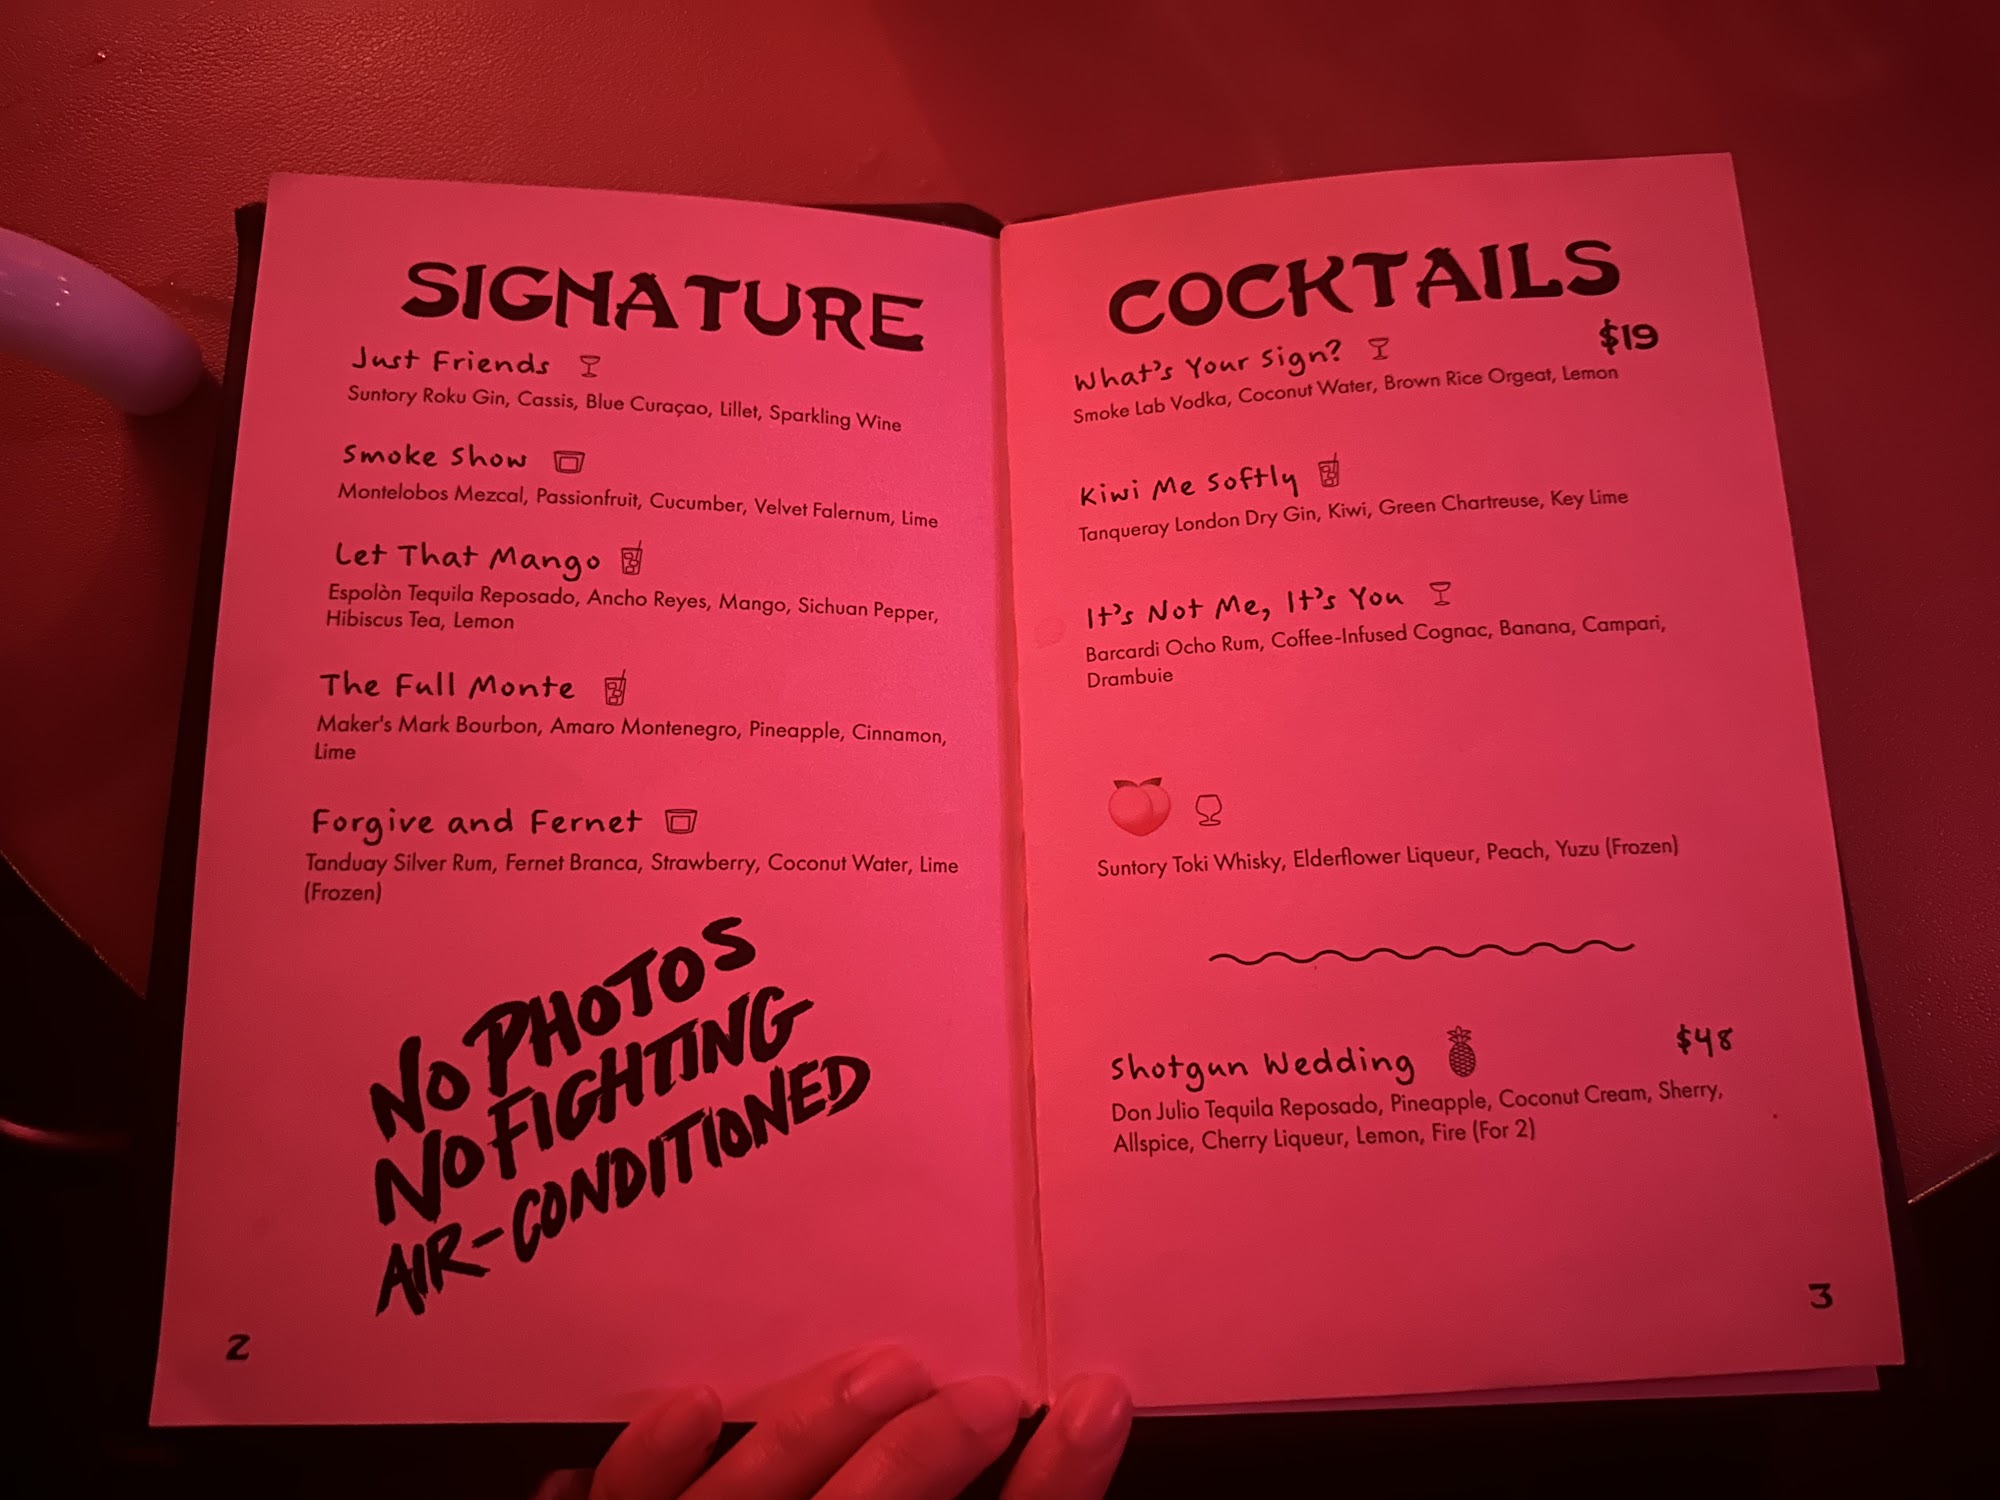 SIGNATURE
Just Friends
Suntory Roku Gin, Cassis, Blue Curaçao, Lillet, Sparkling Wine
Smoke Show
Montelobos Mezcal, Passionfruit, Cucumber, Velvet Falernum, Lime
Let That Mango
Espolòn Tequila Reposado, Ancho Reyes, Mango, Sichuan Pepper,
Hibiscus Tea, Lemon
The Full Monte
Maker's Mark Bourbon, Amaro Montenegro, Pineapple, Cinnamon,
Lime
Forgive and Fernet
Tanduay Silver Rum, Fernet Branca, Strawberry, Coconut Water, Lime
(Frozen)
NO PHOTOS
NO FIGHTING
AIR-CONDITIONED
2
COCKTAILS
$19
What's Your Sign?
Smoke Lab Vodka, Coconut Water, Brown Rice Orgeat, Lemon
Kiwi Me Softly
Tanqueray London Dry Gin, Kiwi, Green Chartreuse, Key Lime
It's Not Me, It's You
Barcardi Ocho Rum, Coffee-Infused Cognac, Banana, Campari,
Drambuie
Suntory Toki Whisky, Elderflower Liqueur, Peach, Yuzu (Frozen)
Shotgun Wedding $48
Don Julio Tequila Reposado, Pineapple, Coconut Cream, Sherry,
Allspice, Cherry Liqueur, Lemon, Fire (For 2)
3